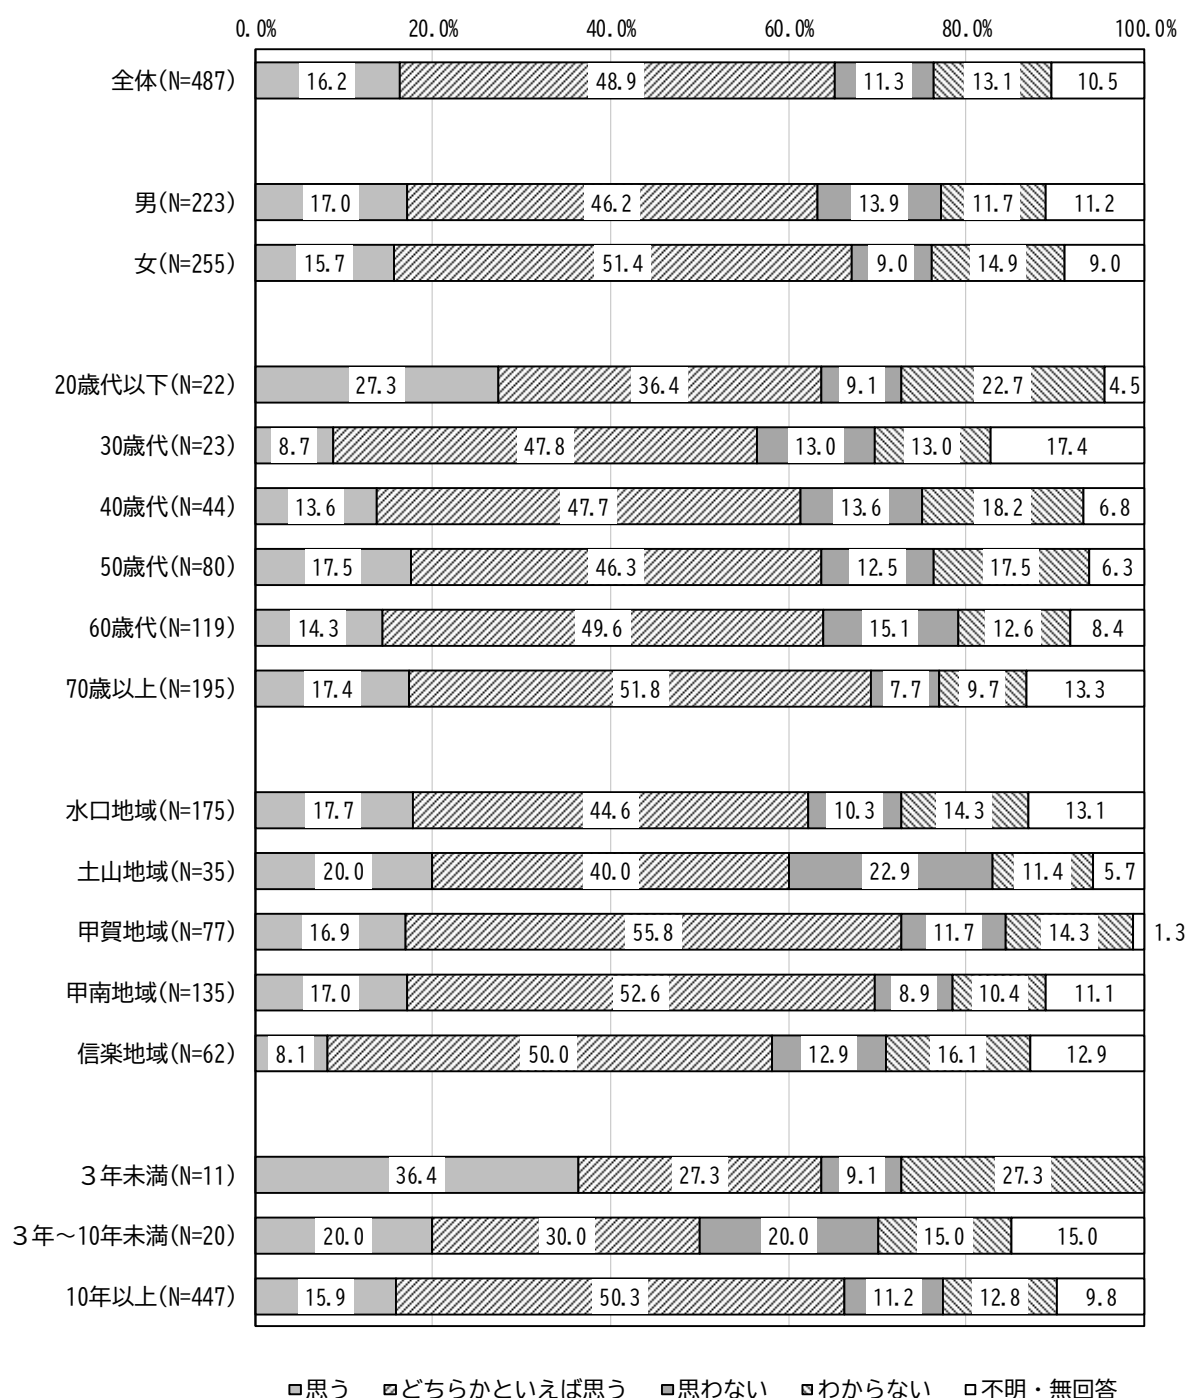 0.0% 20.0% 40.0% 60.0% 80.0% 100.0%
全体(N=487) 16.2 48.9 11.3 13.1 10.5
男(N=223) 17.0 46.2 13.9 11.7 11.2
女(N=255) 15.7 51.4 9.0 14.9 9.0
20歳代以下(N=22) 27.3 36.4 9.1 22.7 4.5
30歳代(N=23) 8.7 47.8 13.0 13.0 17.4
40歳代(N=44) 13.6 47.7 13.6 18.2 6.8
50歳代(N=80) 17.5 46.3 12.5 17.5 6.3
60歳代(N=119) 14.3 49.6 15.1 12.6 8.4
70歳以上(N=195) 17.4 51.8 7.7 9.7 13.3
水口地域(N=175) 17.7 44.6 10.3 14.3 13.1
土山地域(N=35) 20.0 40.0 22.9 11.4 5.7
甲賀地域(N=77) 16.9 55.8 11.7 14.3 1.3
甲南地域(N=135) 17.0 52.6 8.9 10.4 11.1
信楽地域(N=62) 8.1 50.0 12.9 16.1 12.9
３年未満(N=11) 36.4 27.3 9.1 27.3
３年～10年未満(N=20) 20.0 30.0 20.0 15.0 15.0
10年以上(N=447) 15.9 50.3 11.2 12.8 9.8
思う どちらかといえば思う 思わない わからない 不明・無回答